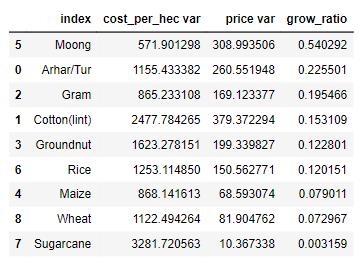 index cost_per_hec var price var grow_ratio
5 Moong 571.901298 308.993506 0.540292
0 Arhar/Tur 1155.433382 260.551948 0.225501
2 Gram 865.233108 169.123377 0.195466
1 Cotton(lint) 2477.784265 379.372294 0.153109
3 Groundnut 1623.278151 199.339827 0.122801
6 Rice 1253.114850 150.562771 0.120151
4 Maize 868.141613 68.593074 0.079011
8 Wheat 1122.494264 81.904762 0.072967
7 Sugarcane 3281.720563 10.367338 0.003159